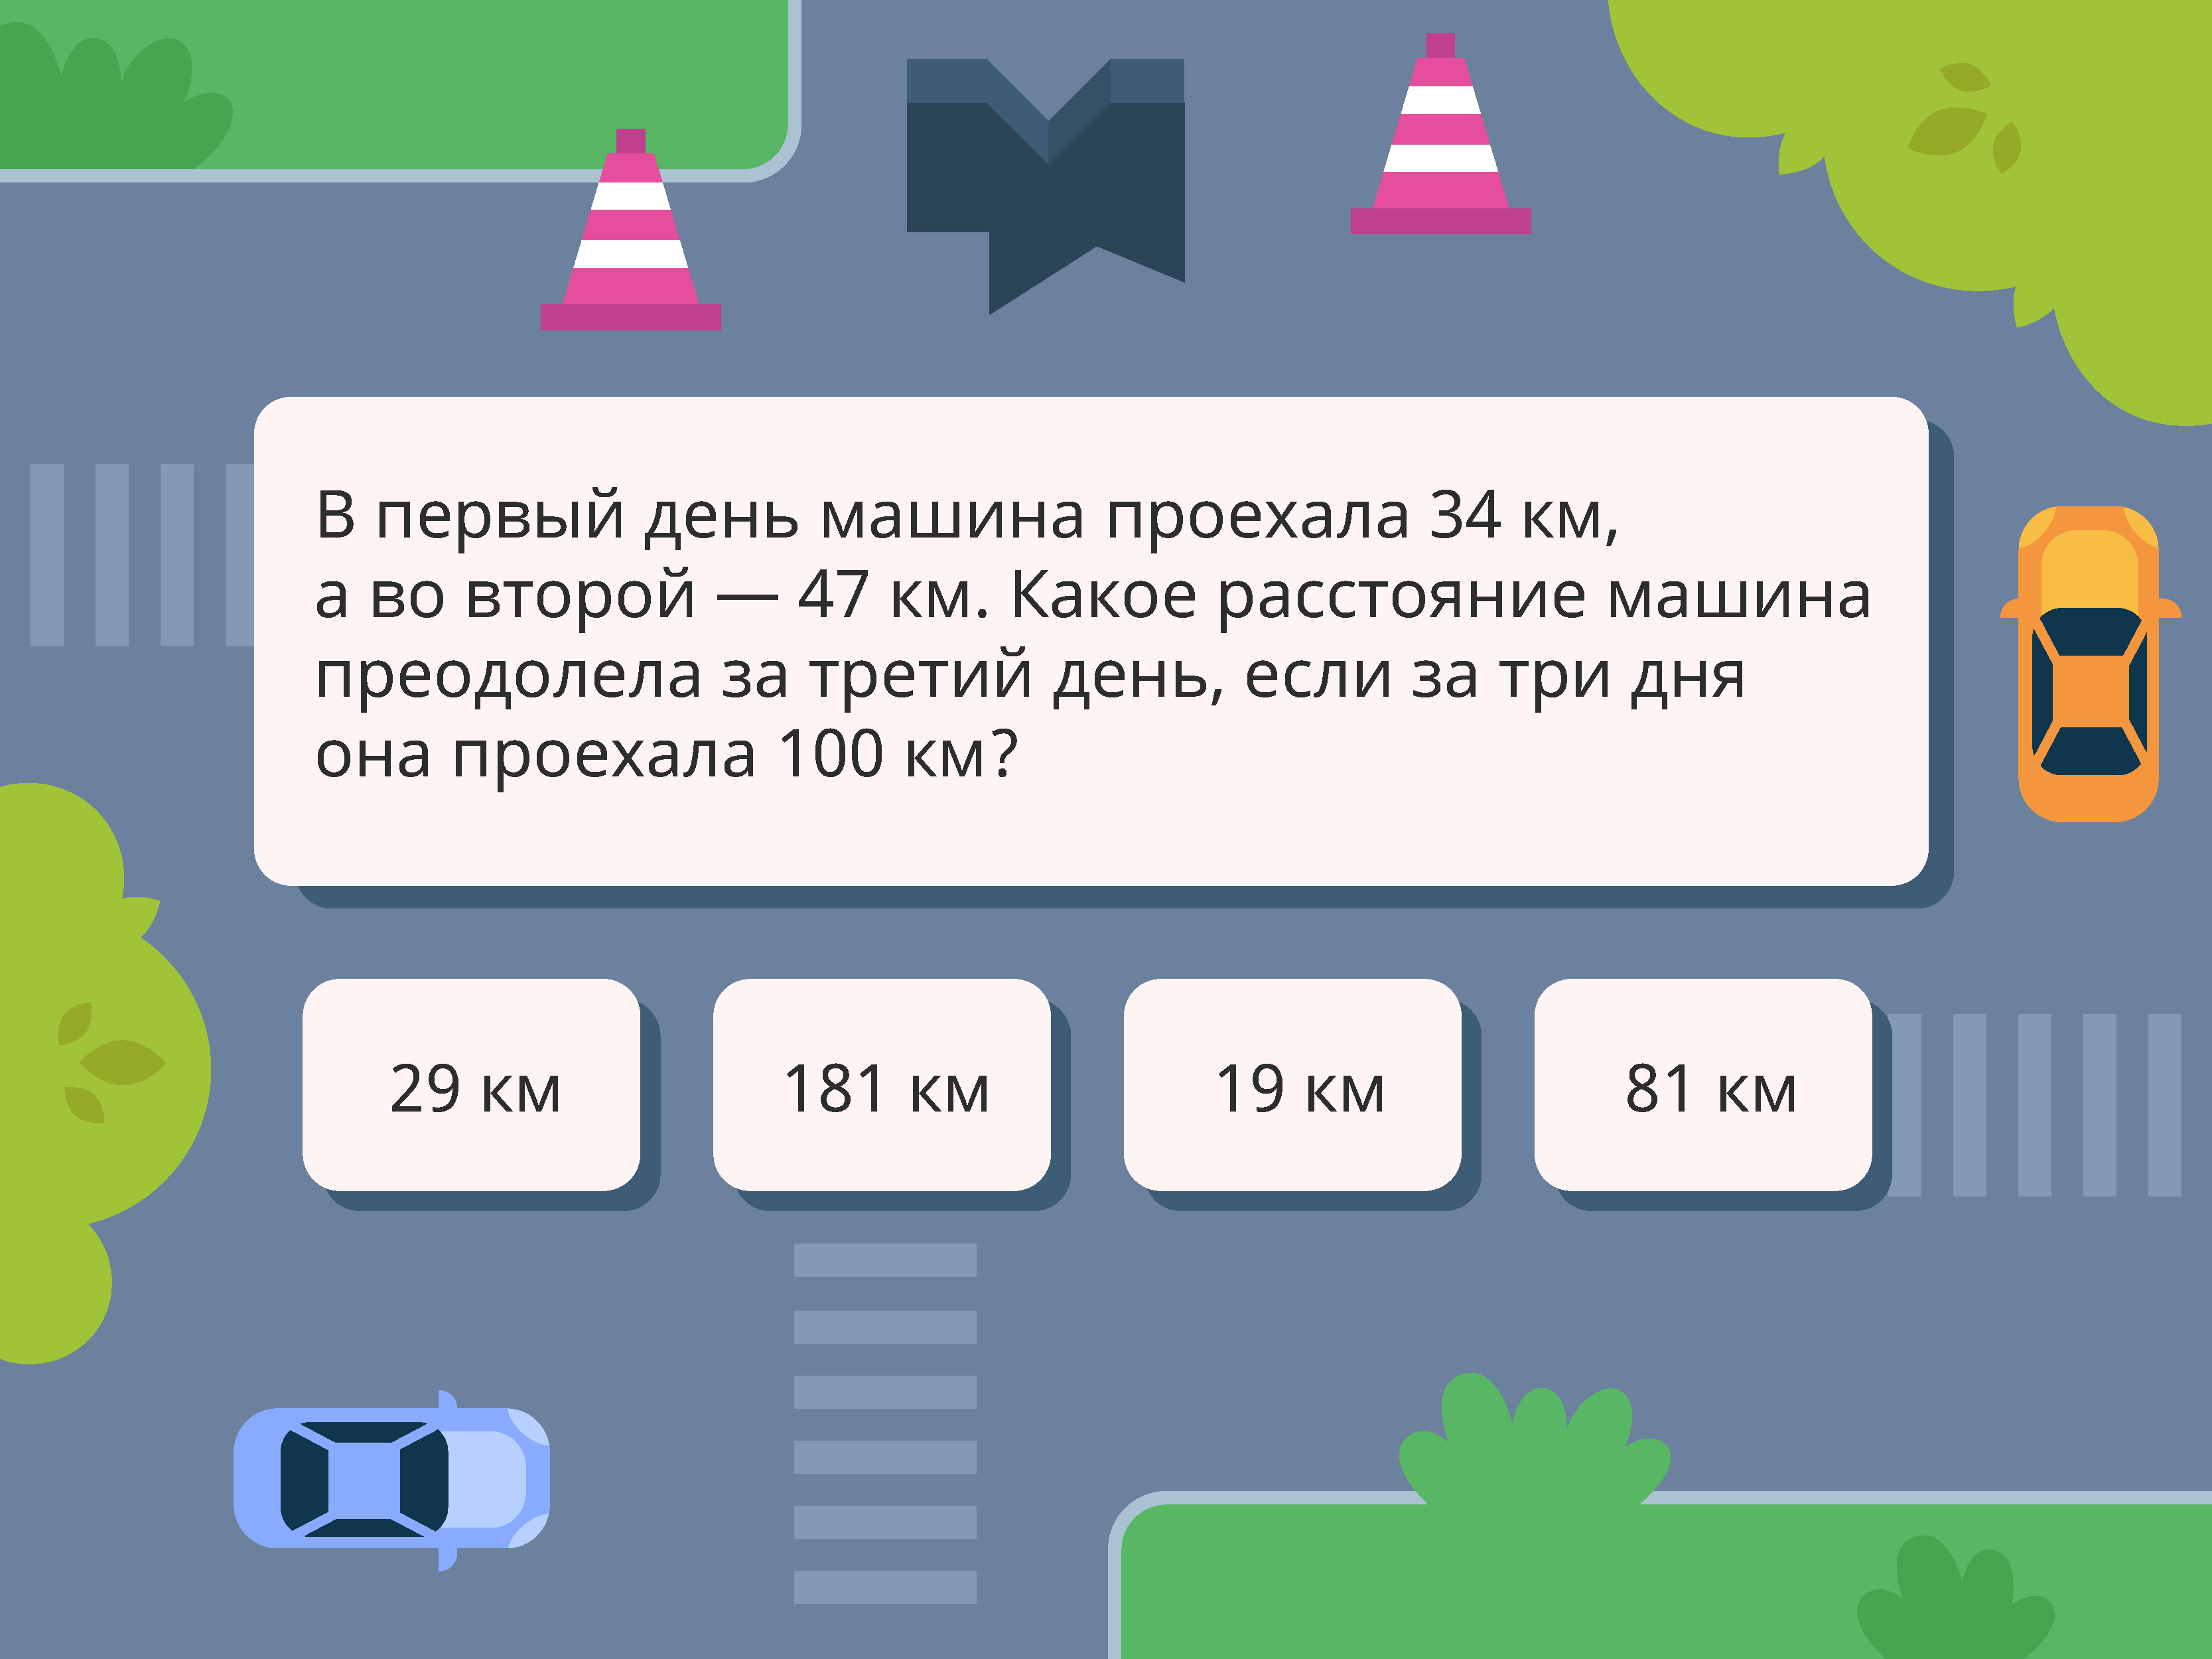 В первый день машина проехала 34 км,
а во второй — 47 км. Какое расстояние машина
преодолела за третий день, если за три дня
она проехала 100 км?
29 км
181 км
19 км
81 км